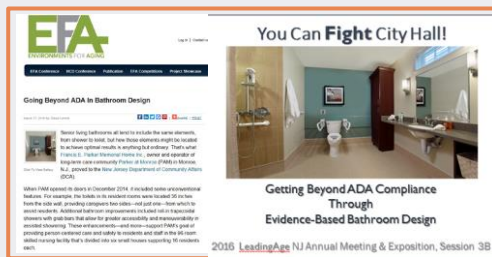 EFA
ENVIRONMENTS FOR AGING
EFA Conference
HCD Conference
Publication
EFA Competitions
Project Showcase
Going Beyond ADA In Bathroom Design
Senior living bathrooms all tend to include the same elements,
from shower to toilet, but how those elements might be located
to achieve optimal results is anything but ordinary. That's what
Francis E. Parker Memorial Home Inc., owner and operator of
long-term care community Parker at Monroe (PAM) in Monroe,
N.J., proved to the New Jersey Department of Community Affairs
(DCA).
When PAM opened its doors in December 2014, it included some unconventional
features. For example, the toilets in its resident rooms were located 36 inches
from the side wall, providing caregivers two sides—not just one—from which to
assist residents. Additional bathroom improvements included roll-in trapezoidal
showers with grab bars that allow for greater accessibility and maneuverability in
assisted showering. These enhancements—and more—support PAM's goal of
providing person-centered care and safety to residents and staff in the 96-room
skilled nursing facility that's divided into six small houses supporting 16 residents
each.
You Can Fight City Hall!
Getting Beyond ADA Compliance
Through
Evidence-Based Bathroom Design
2016 LeadingAge NJ Annual Meeting & Exposition, Session 3B